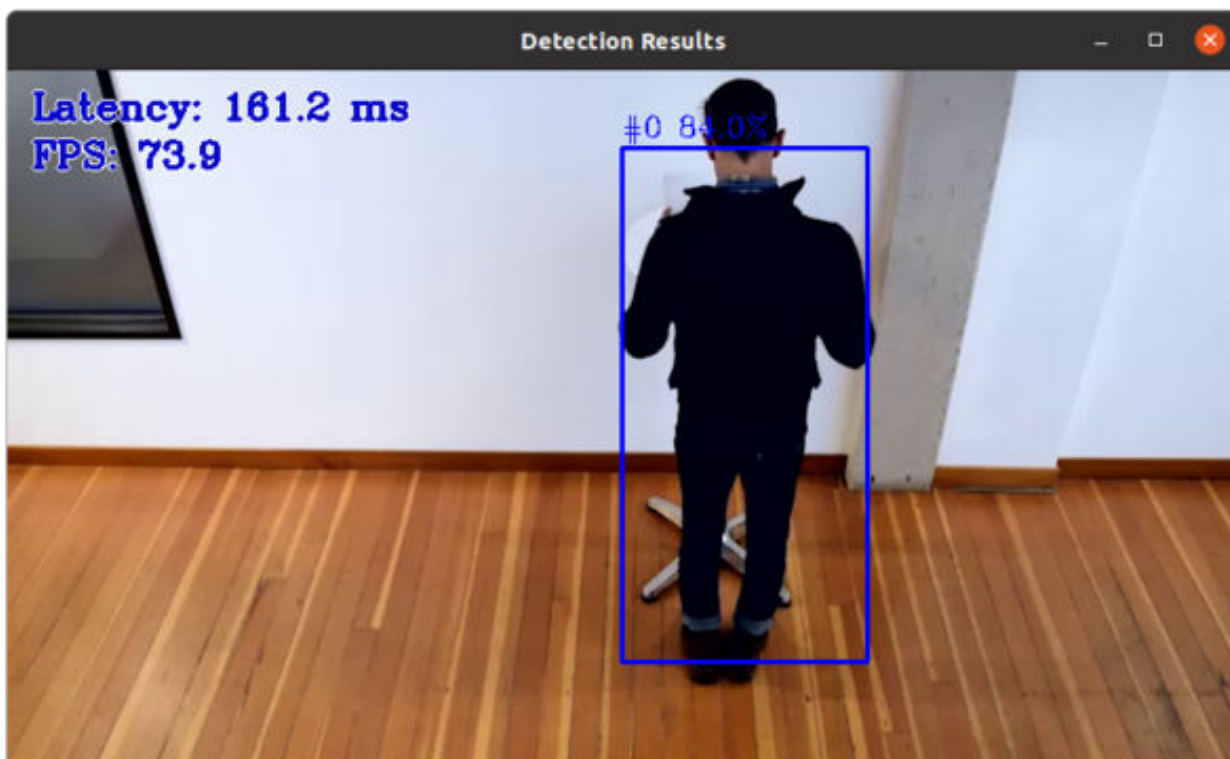 Detection Results
Latency: 161.2 ms
FPS: 73.9
#0 84.0%